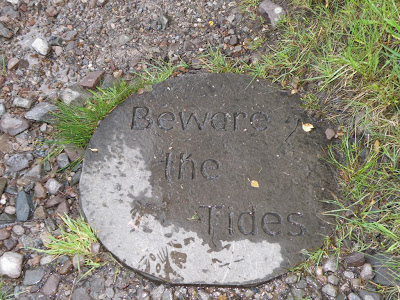 Beware
the
Tides